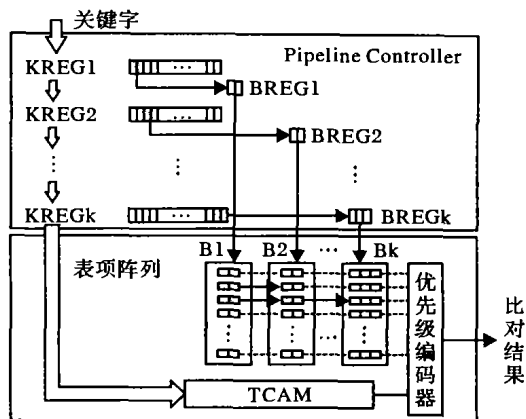 关键字
Pipeline Controller
KREG1
BREG1
KREG2
BREG2
KREGk
BREGk
B1 B2 ... Bk
表项阵列
优先级编码器
比对结果
TCAM